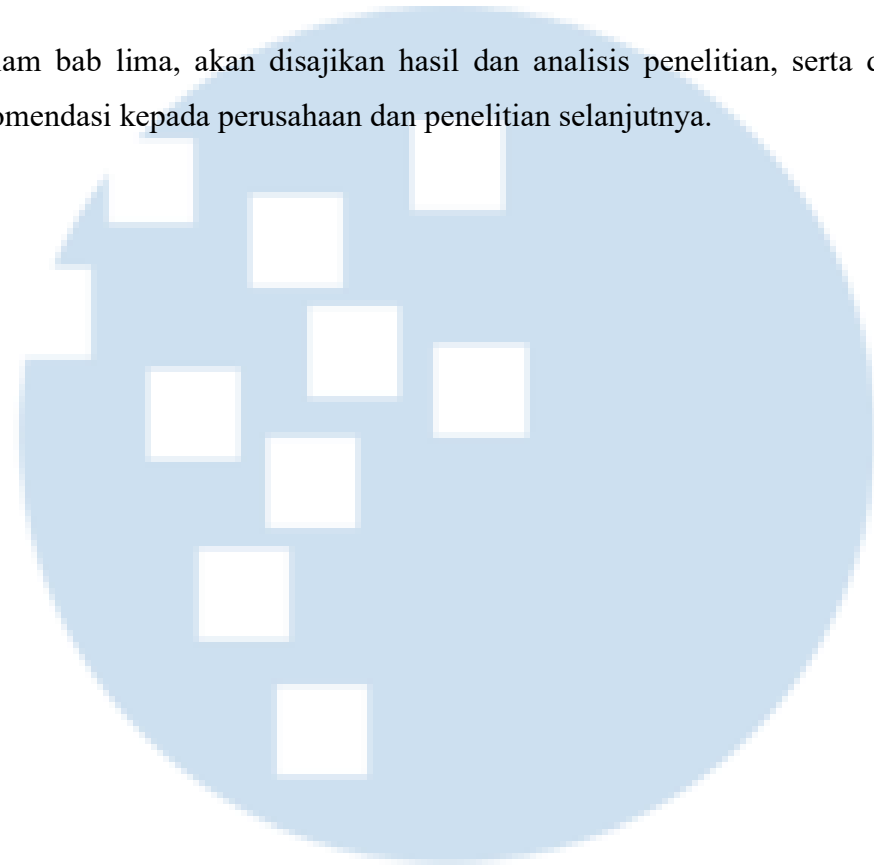 am bab lima, akan disajikan hasil dan analisis penelitian, serta
omendasi kepada perusahaan dan penelitian selanjutnya.